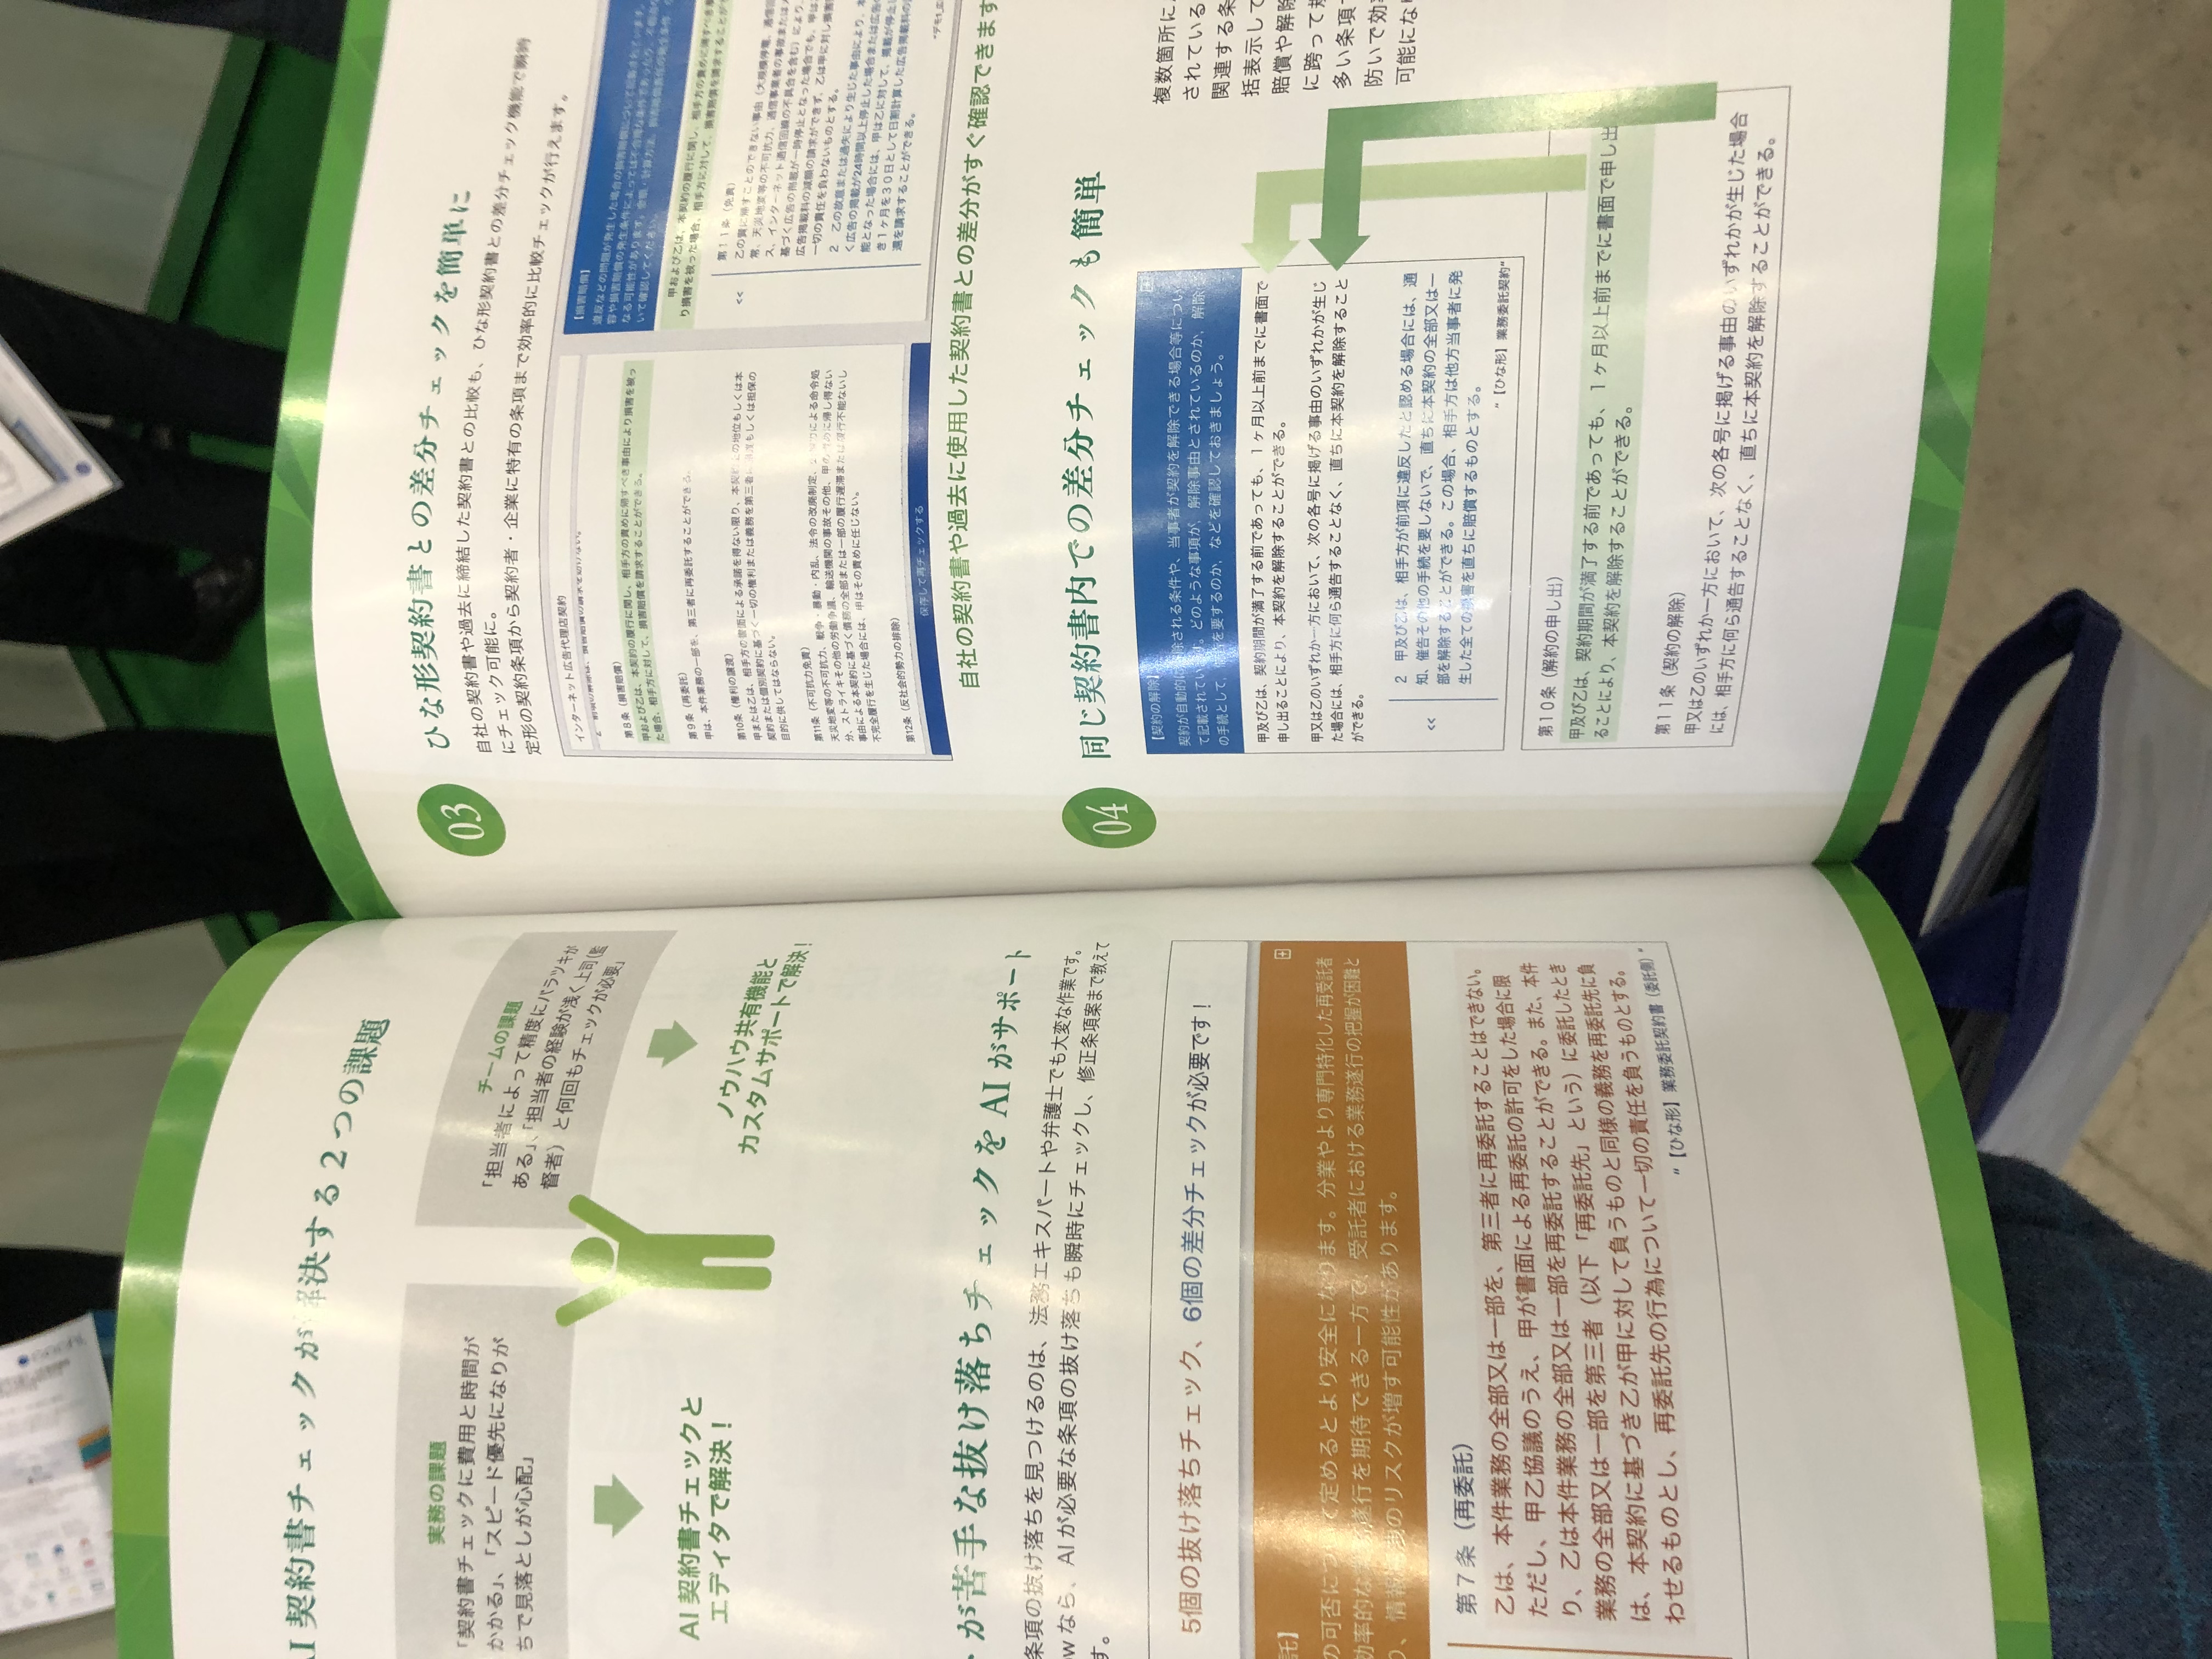 AI 契約書チェックが解決する２つの課題
実務の課題
「契約書チェックに費用と時間が
かかる」、「スピード優先になりが
ちで見落としが心配」
AI 契約書チェックと
エディタで解決！
チームの課題
「担当者によって精度にバラツキが
ある」、「担当者の経験が浅く上司（監
督者）と何回もチェックが必要」
ノウハウ共有機能と
カスタムサポートで解決！
が苦手な抜け落ちチェックを AI がサポート
条項の抜け落ちを見つけるのは、法務エキスパートや弁護士でも大変な作業です。
wなら、AIが必要な条項の抜け落ちも瞬時にチェックし、修正条項案まで教えて
す。
5個の抜け落ちチェック、6個の差分チェックが必要です！
託】
の可否について定めるとより安全になります。分業やより専門特化した再受託者
効率的な業務遂行を期待できる一方で、受託者における業務遂行の把握が困難と
り、情報漏洩のリスクが増す可能性があります。
第７条（再委託）
乙は、本件業務の全部又は一部を、第三者に再委託することはできない。
ただし、甲乙協議のうえ、甲が書面による再委託の許可をした場合に限
り、乙は本件業務の全部又は一部を再委託することができる。また、本件
業務の全部又は一部を第三者（以下「再委託先」という）に委託したとき
は、本契約に基づき乙が甲に対して負うものと同様の義務を再委託先に負
わせるものとし、再委託先の行為について一切の責任を負うものとする。
“【ひな形】業務委託契約書（委託側）”
03
ひな形契約書との差分チェックを簡単に
自社の契約書や過去に締結した契約書との比較も、ひな形契約書との差分チェック機能で瞬時
にチェック可能に。
定形の契約条項から契約者・企業に特有の条項まで効率的に比較チェックが行えます。
インターネット広告代理店契約
２　前項の解除は、損害賠償の請求を妨げない。
第8条（損害賠償）
甲および乙は、本契約の履行に関し、相手方の責めに帰すべき事由により損害を被っ
た場合、相手方に対して、損害賠償を請求することができる。
第9条（再委託）
甲は、本件業務の一部を、第三者に再委託することができる。
第10条（権利の譲渡）
甲または乙は、相手方の書面による承諾を得ない限り、本契約上の地位もしくは本
契約または個別契約に基づく一切の権利または義務を第三者に譲渡もしくは担保の
目的に供してはならない。
第11条（不可抗力免責）
天災地変等の不可抗力、戦争・暴動・内乱、法令の改廃制定、公権力による命令処
分、ストライキその他の労働争議、輸送機関の事故その他、甲の責めに帰し得ない
事由による本契約に基づく債務の全部または一部の履行遅滞または履行不能ないし
不完全履行を生じた場合には、甲はその責めに任じない。
第12条（反社会的勢力の排除）
保存して再チェックする
【損害賠償】
違反などの問題が発生した場合の損害賠償について記載されています。
容や損害賠償の発生条件によっては不合理な条件であったり、不都合
なる可能性があります。金額・計算方法、損害賠償責任の発生条件
いて確認してください。
甲および乙は、本契約の履行に関し、相手方の責めに帰すべき事
り損害を被った場合、相手方に対して、損害賠償を請求することが
<<
第１１条（免責）
乙の責に帰すことのできない事由（大規模停電、通信回
常、天災地変等の不可抗力、通信事業者の事故または
ス、インターネット通信回線の不具合を含む）により、
基づく広告の掲載が一時停止となった場合でも、甲は
広告掲載料の減額の請求ができず、乙は甲に対し損害
一切の責任を負わないものとする。
２　乙の故意または過失により生じた事由により、本
く広告の掲載が24時間以上停止した場合または広告
能となった場合には、甲は乙に対して、掲載が停止
き１ヶ月を３０日として日割計算した広告掲載料の
還を請求することができる。
“デモ1_広
自社の契約書や過去に使用した契約書との差分がすぐ確認できます
04
同じ契約書内での差分チェックも簡単
【契約の解除】
契約が自動的に解除される条件や、当事者が契約を解除できる場合等につい
て記載されています。どのような事項が、解除事由とされているのか、解除
の手続として、催告を要するのか、などを確認しておきましょう。
甲及び乙は、契約期間が満了する前であっても、１ヶ月以上前までに書面で
申し出ることにより、本契約を解除することができる。
甲又は乙のいずれか一方において、次の各号に掲げる事由のいずれかが生じ
た場合には、相手方に何ら通告することなく、直ちに本契約を解除すること
ができる。
<<
２　甲及び乙は、相手方が前項に違反したと認める場合には、通
知、催告その他の手続を要しないで、直ちに本契約の全部又は一
部を解除することができる。この場合、相手方は他方当事者に発
生した全ての損害を直ちに賠償するものとする。
“【ひな形】業務委託契約“
第１０条（解約の申し出）
甲及び乙は、契約期間が満了する前であっても、１ヶ月以上前までに書面で申し出
ることにより、本契約を解除することができる。
第１１条（契約の解除）
甲又は乙のいずれか一方において、次の各号に掲げる事由のいずれかが生じた場合
には、相手方に何ら通告することなく、直ちに本契約を解除することができる。
複数箇所に
されている
関連する条
括表示して
賠償や解除
に跨って規
多い条項
防いで効
可能にな